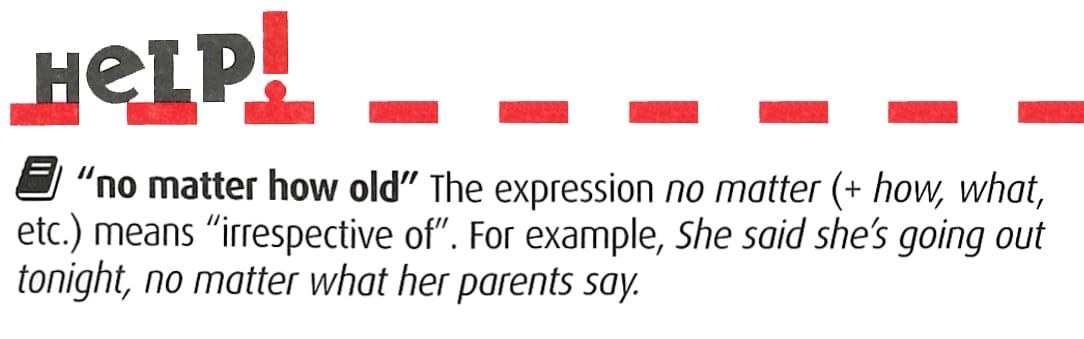 HELP!
"no matter how old" The expression no matter (+ how, what,
etc.) means "irrespective of". For example, She said she's going out
tonight, no matter what her parents say.